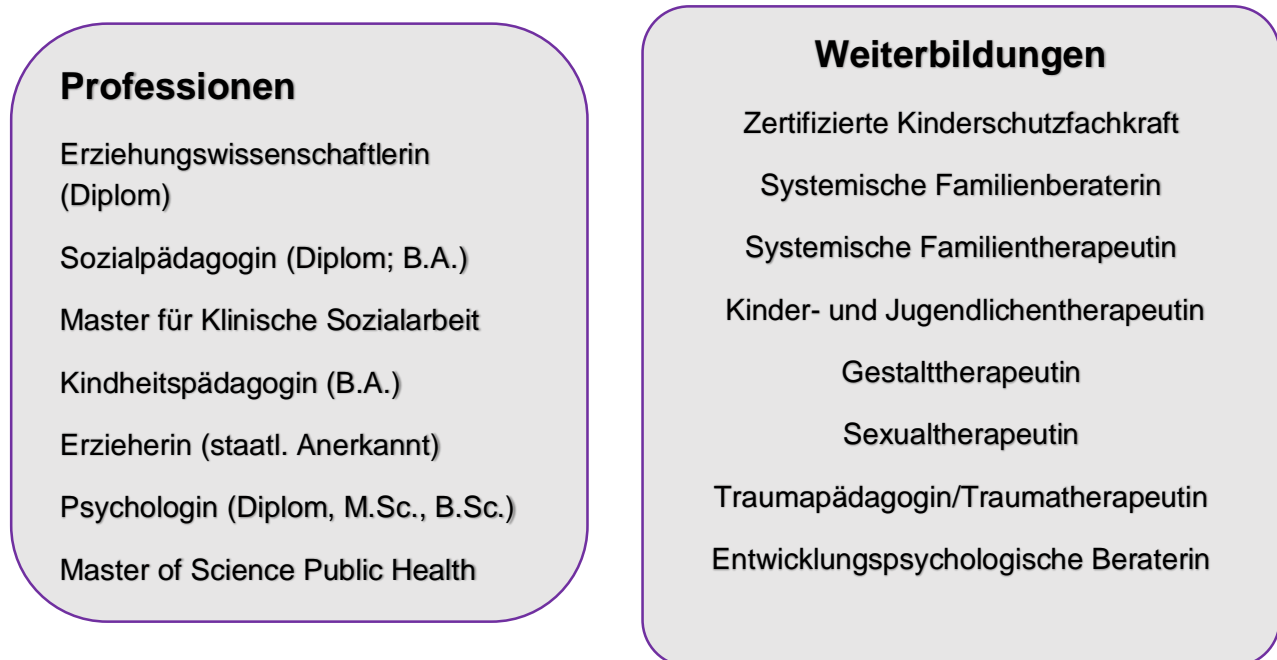 Professionen
Erziehungswissenschaftlerin
(Diplom)
Sozialpädagogin (Diplom; B.A.)
Master für Klinische Sozialarbeit
Kindheitspädagogin (B.A.)
Erzieherin (staatl. Anerkannt)
Psychologin (Diplom, M.Sc., B.Sc.)
Master of Science Public Health
Weiterbildungen
Zertifizierte Kinderschutzfachkraft
Systemische Familienberaterin
Systemische Familientherapeutin
Kinder- und Jugendlichentherapeutin
Gestalttherapeutin
Sexualtherapeutin
Traumapädagogin/Traumatherapeutin
Entwicklungspsychologische Beraterin